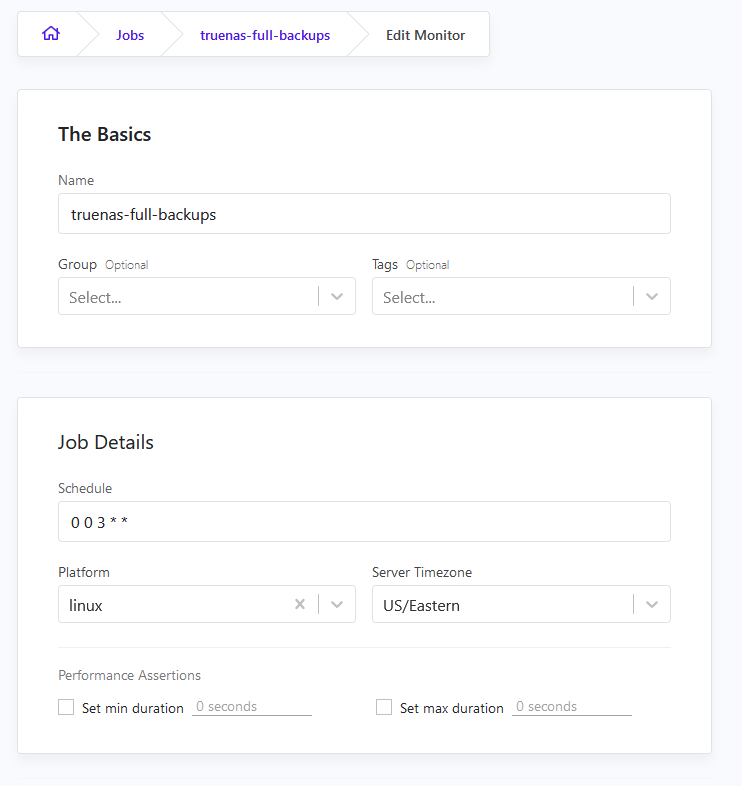 Jobs truenas-full-backups Edit Monitor
The Basics
Name
truenas-full-backups
Group Optional Tags Optional
Select... Select...
Job Details
Schedule
0 0 3 * *
Platform Server Timezone
linux US/Eastern
Performance Assertions
Set min duration 0 seconds Set max duration 0 seconds